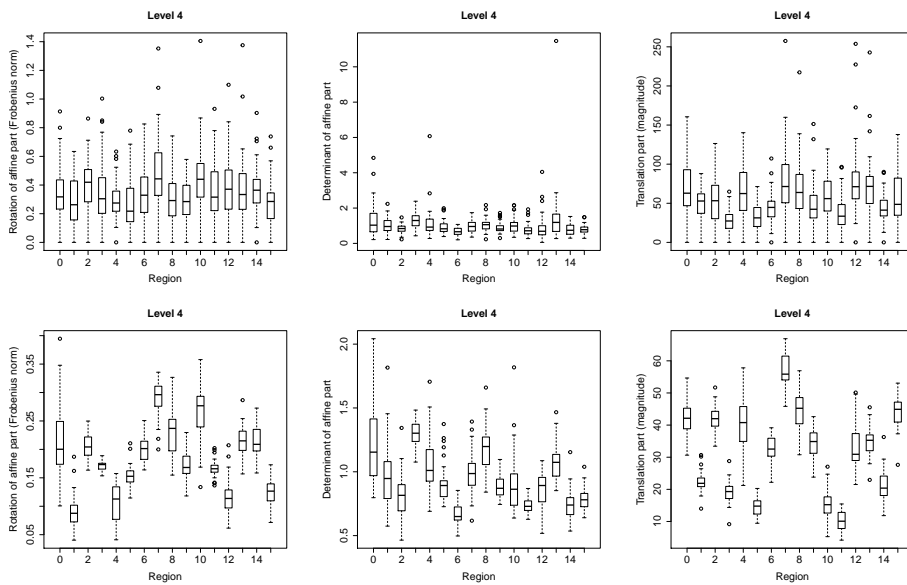 Level 4
Rotation of affine part (Frobenius norm)
0.0 0.2 0.4 0.6 0.8 1.0 1.2 1.4
0 2 4 6 8 10 12 14
Region
Level 4
Determinant of affine part
0 2 4 6 8 10
0 2 4 6 8 10 12 14
Region
Level 4
Translation part (magnitude)
0 50 100 150 200 250
0 2 4 6 8 10 12 14
Region
Level 4
Rotation of affine part (Frobenius norm)
0.05 0.15 0.25 0.35
0 2 4 6 8 10 12 14
Region
Level 4
Determinant of affine part
0.5 1.0 1.5 2.0
0 2 4 6 8 10 12 14
Region
Level 4
Translation part (magnitude)
10 20 30 40 50 60
0 2 4 6 8 10 12 14
Region